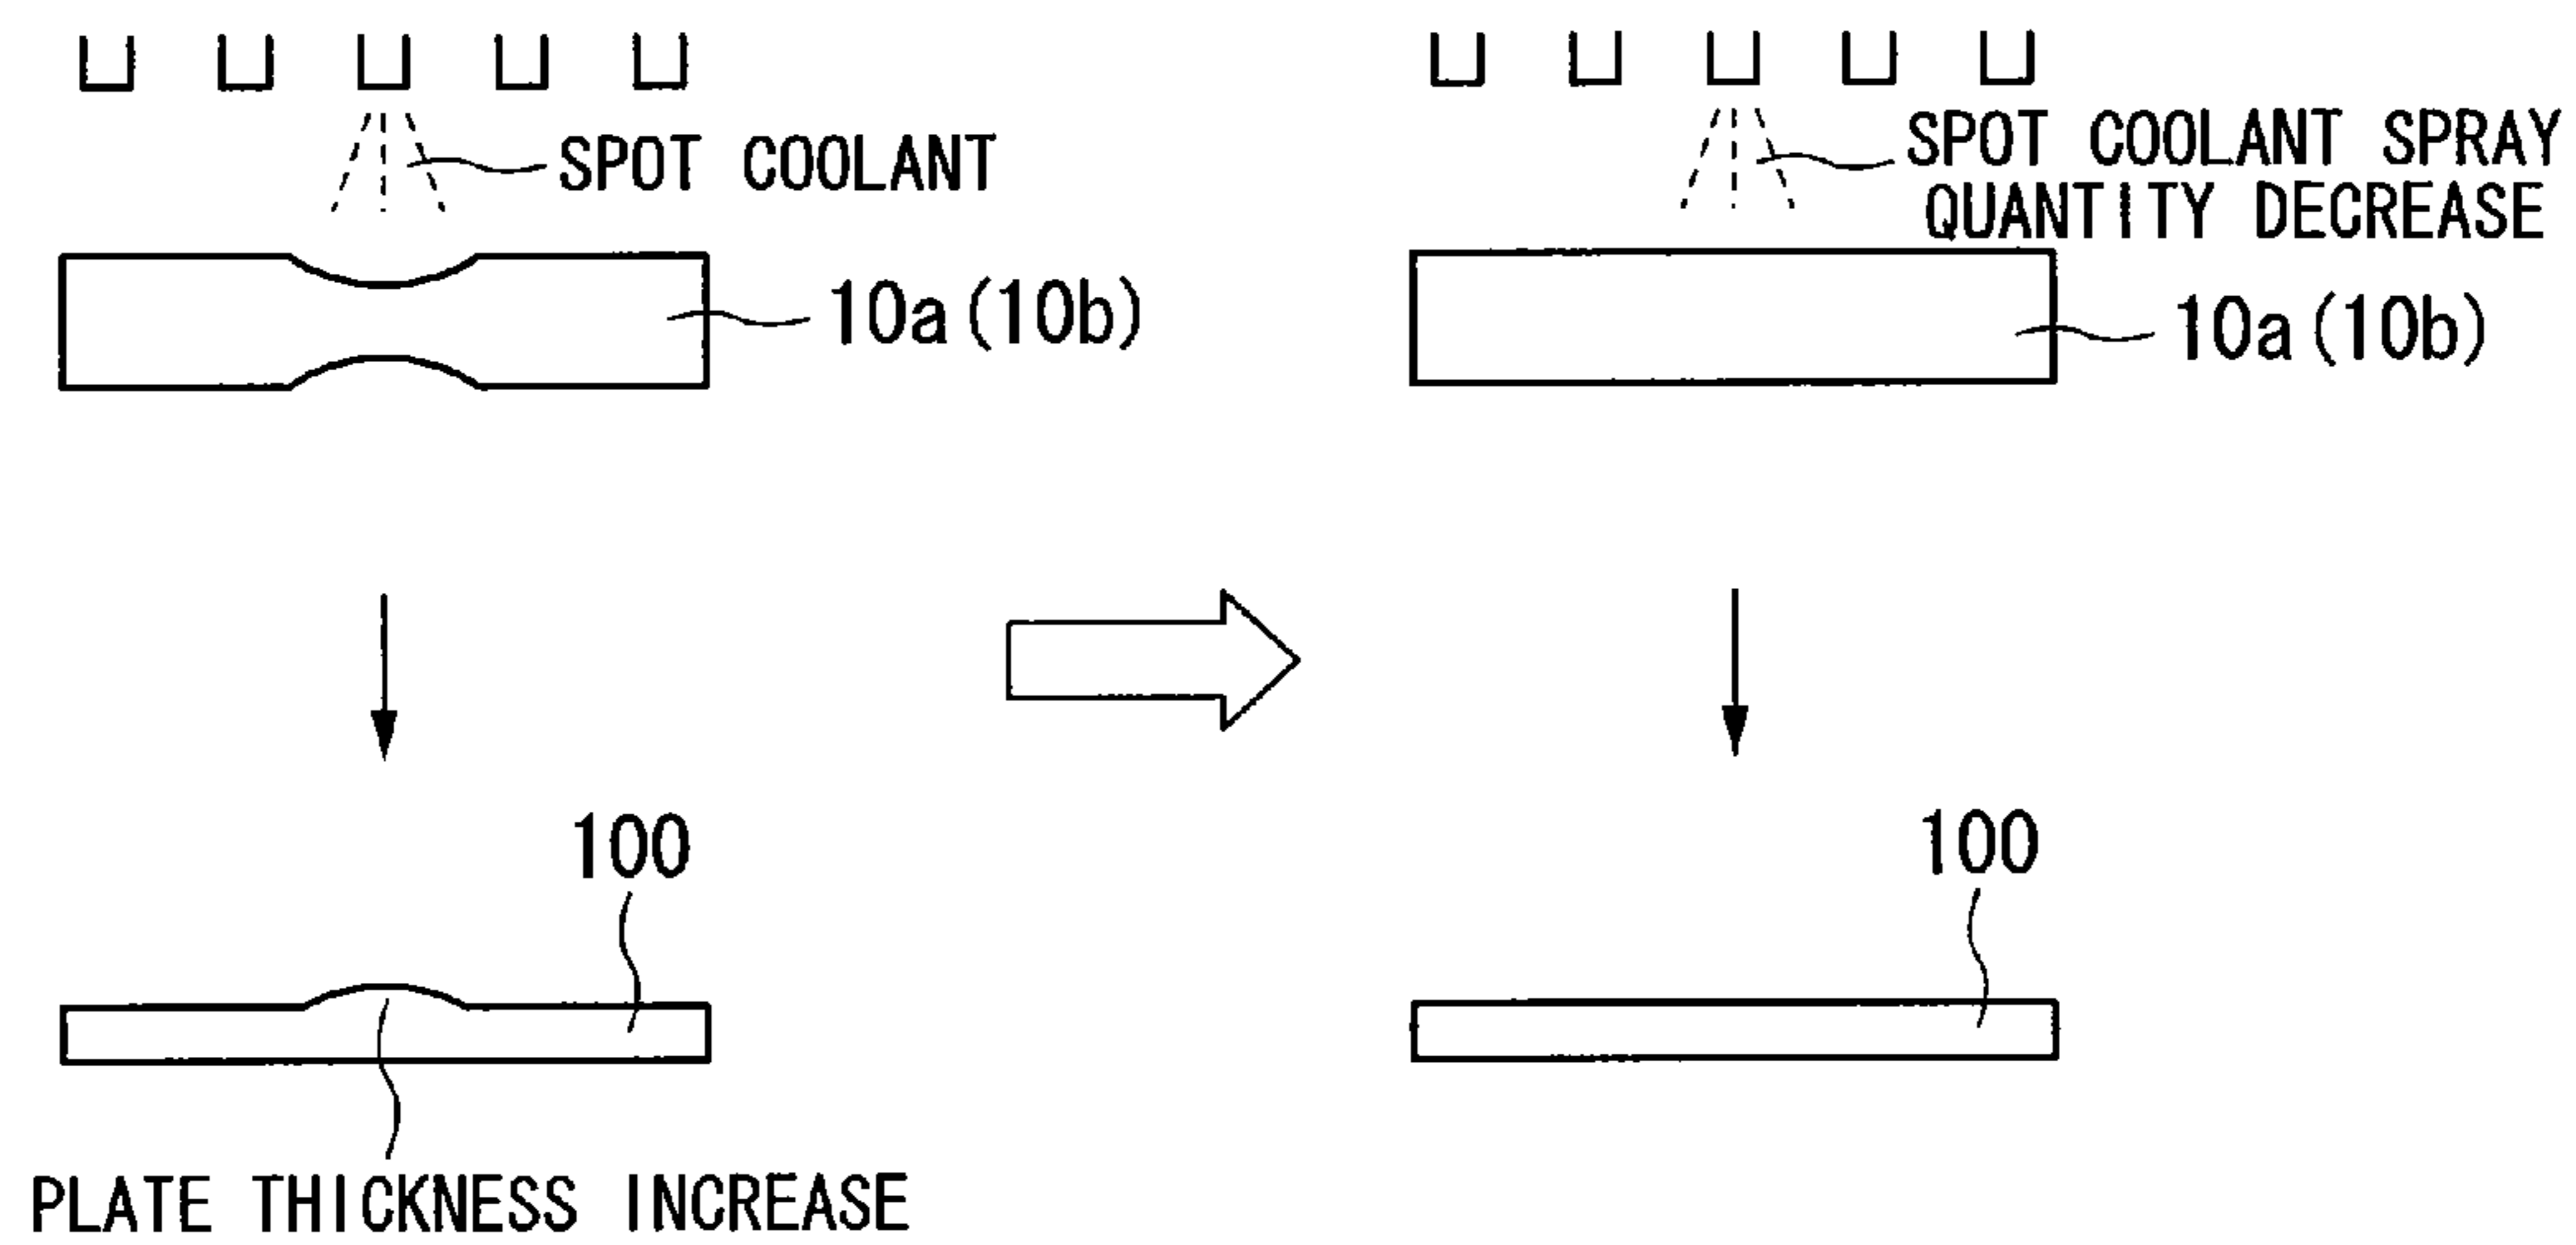 SPOT COOLANT
10a(10b)
100
PLATE THICKNESS INCREASE
SPOT COOLANT SPRAY
QUANTITY DECREASE
10a(10b)
100